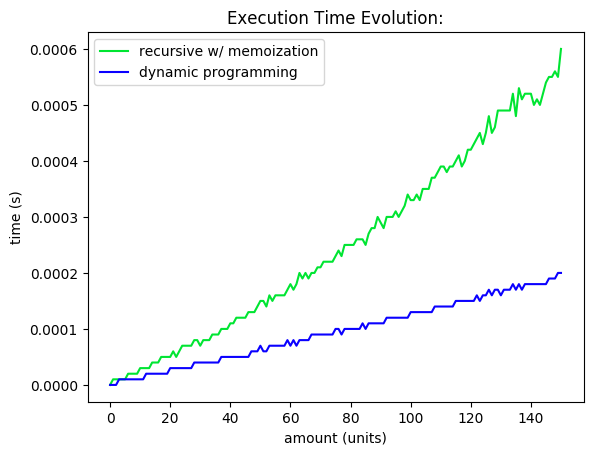 Execution Time Evolution:
recursive w/ memoization
dynamic programming
0.0006
0.0005
0.0004
0.0003
0.0002
0.0001
0.0000
time (s)
0 20 40 60 80 100 120 140
amount (units)